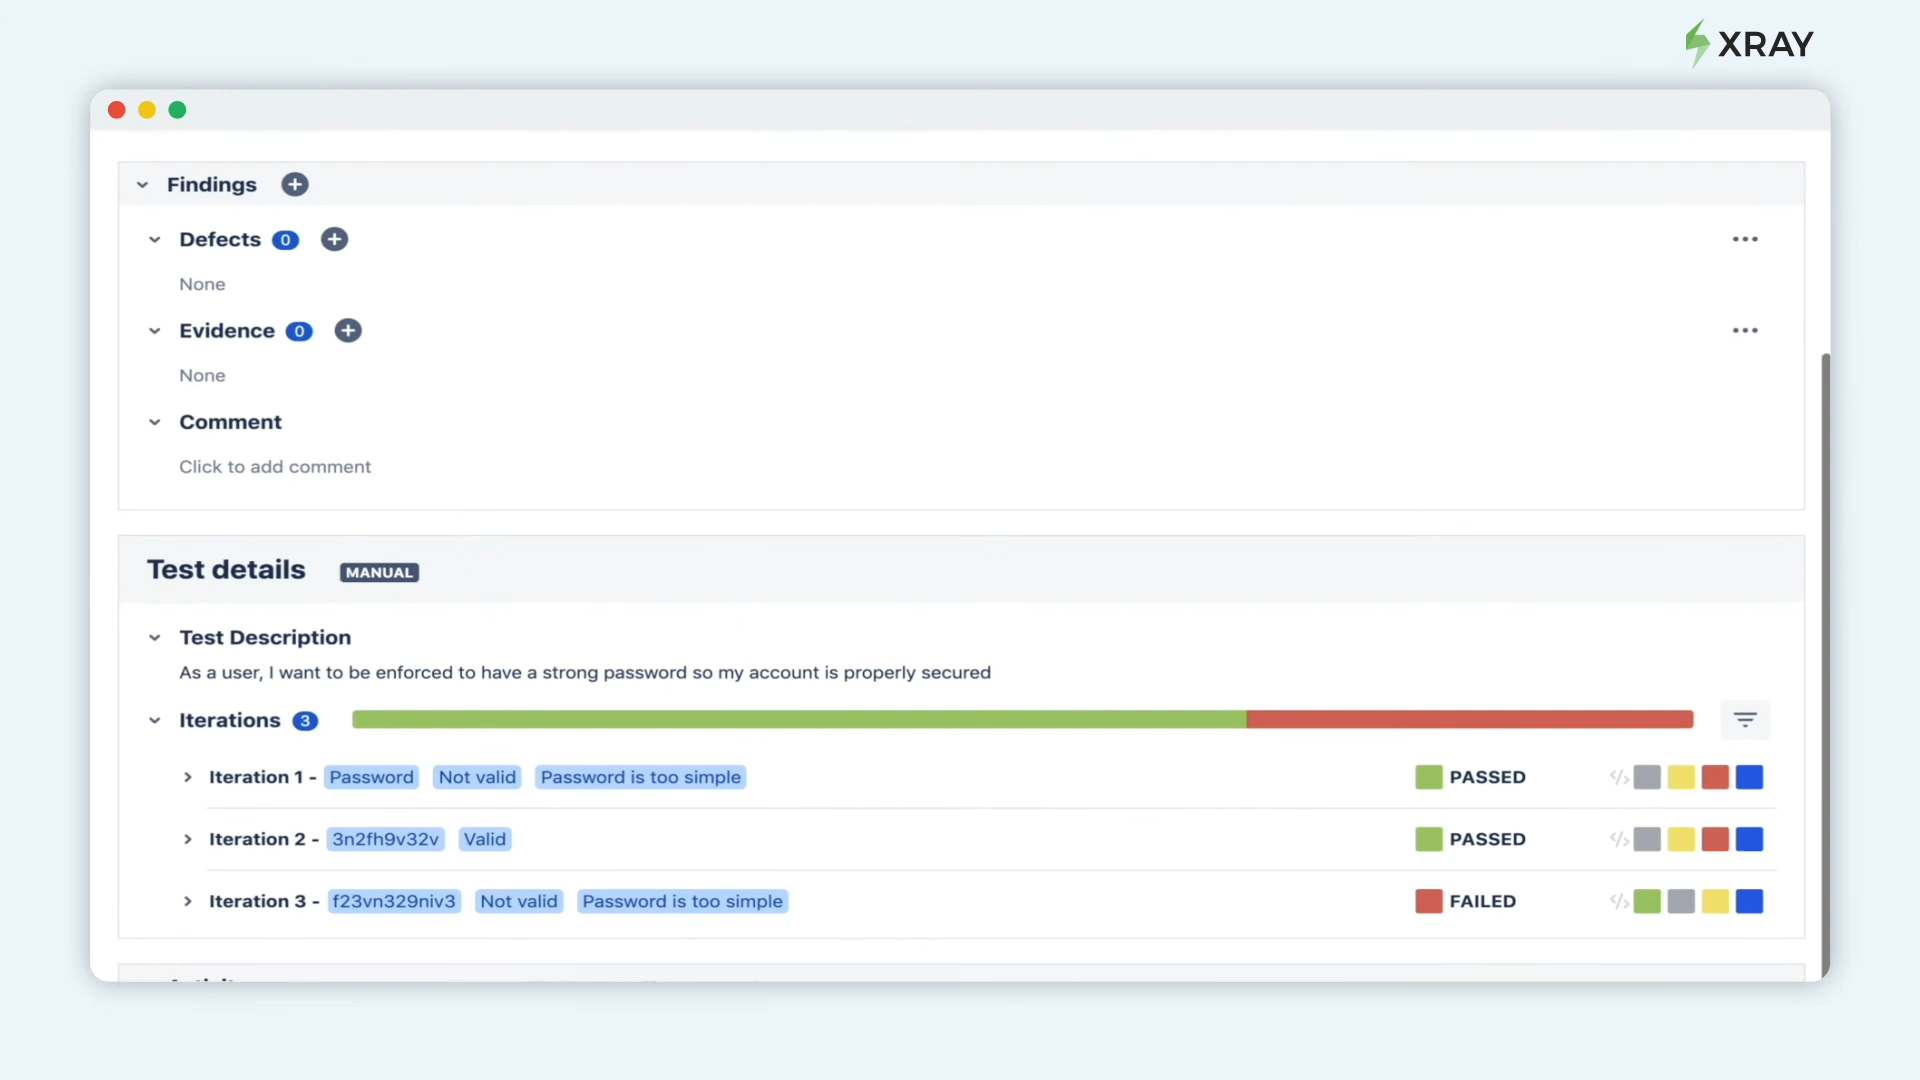 XRAY
Findings
Defects 0
None
Evidence 0
None
Comment
Click to add comment
Test details MANUAL
Test Description
As a user, I want to be enforced to have a strong password so my account is properly secured
Iterations 3
Iteration 1 - Password Not valid Password is too simple PASSED </>
Iteration 2 - 3n2fh9v32v Valid PASSED </>
Iteration 3 - f23vn329niv3 Not valid Password is too simple FAILED </>